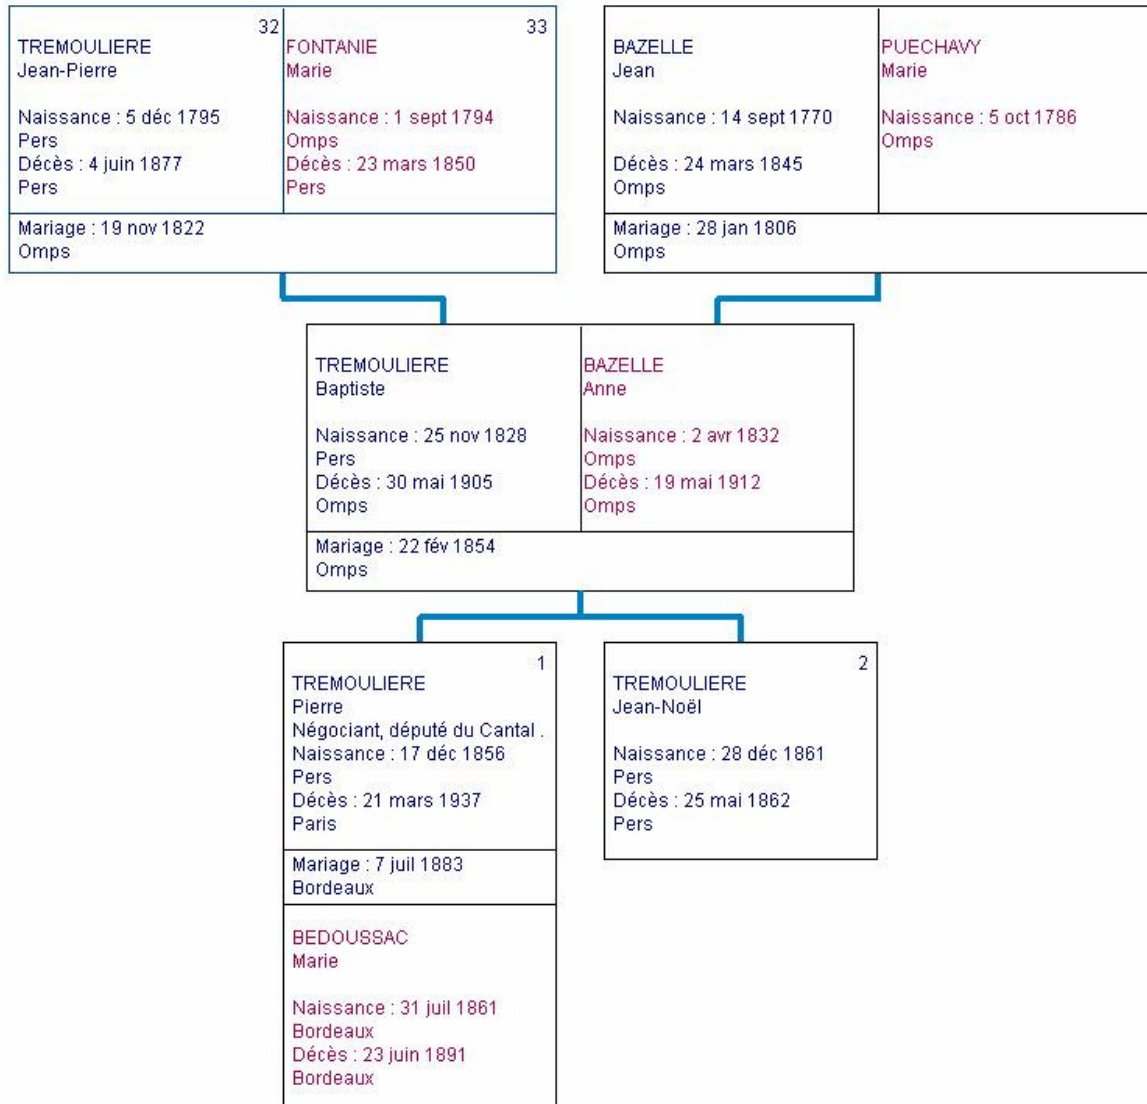 32
TREMOULIERE
Jean-Pierre
Naissance : 5 déc 1795
Pers
Décès : 4 juin 1877
Pers
33
FONTANIE
Marie
Naissance : 1 sept 1794
Omps
Décès : 23 mars 1850
Pers
Mariage : 19 nov 1822
Omps
BAZELLE
Jean
Naissance : 14 sept 1770
Décès : 24 mars 1845
Omps
PUECHAVY
Marie
Naissance : 5 oct 1786
Omps
Mariage : 28 jan 1806
Omps
TREMOULIERE
Baptiste
Naissance : 25 nov 1828
Pers
Décès : 30 mai 1905
Omps
BAZELLE
Anne
Naissance : 2 avr 1832
Omps
Décès : 19 mai 1912
Omps
Mariage : 22 fév 1854
Omps
1
TREMOULIERE
Pierre
Négociant, député du Cantal .
Naissance : 17 déc 1856
Pers
Décès : 21 mars 1937
Paris
Mariage : 7 juil 1883
Bordeaux
BEDOUSSAC
Marie
Naissance : 31 juil 1861
Bordeaux
Décès : 23 juin 1891
Bordeaux
2
TREMOULIERE
Jean-Noël
Naissance : 28 déc 1861
Pers
Décès : 25 mai 1862
Pers